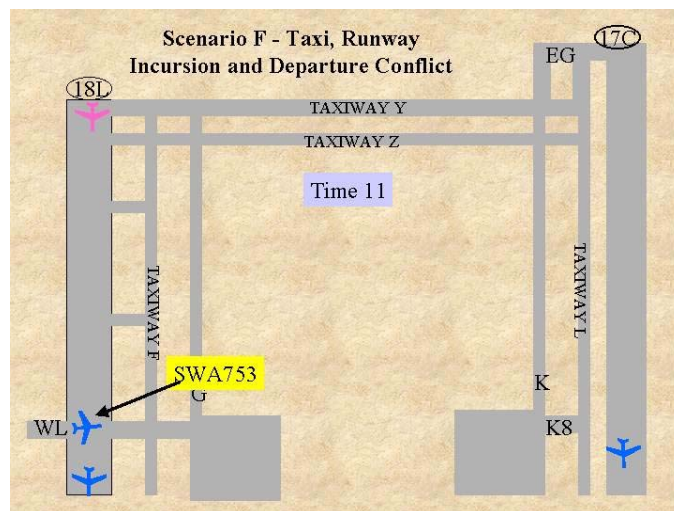 Scenario F - Taxi, Runway
Incursion and Departure Conflict
17C
EG
18L
TAXIWAY Y
TAXIWAY Z
Time 11
TAXIWAY F
TAXIWAY L
SWA753
G
K
WL
K8